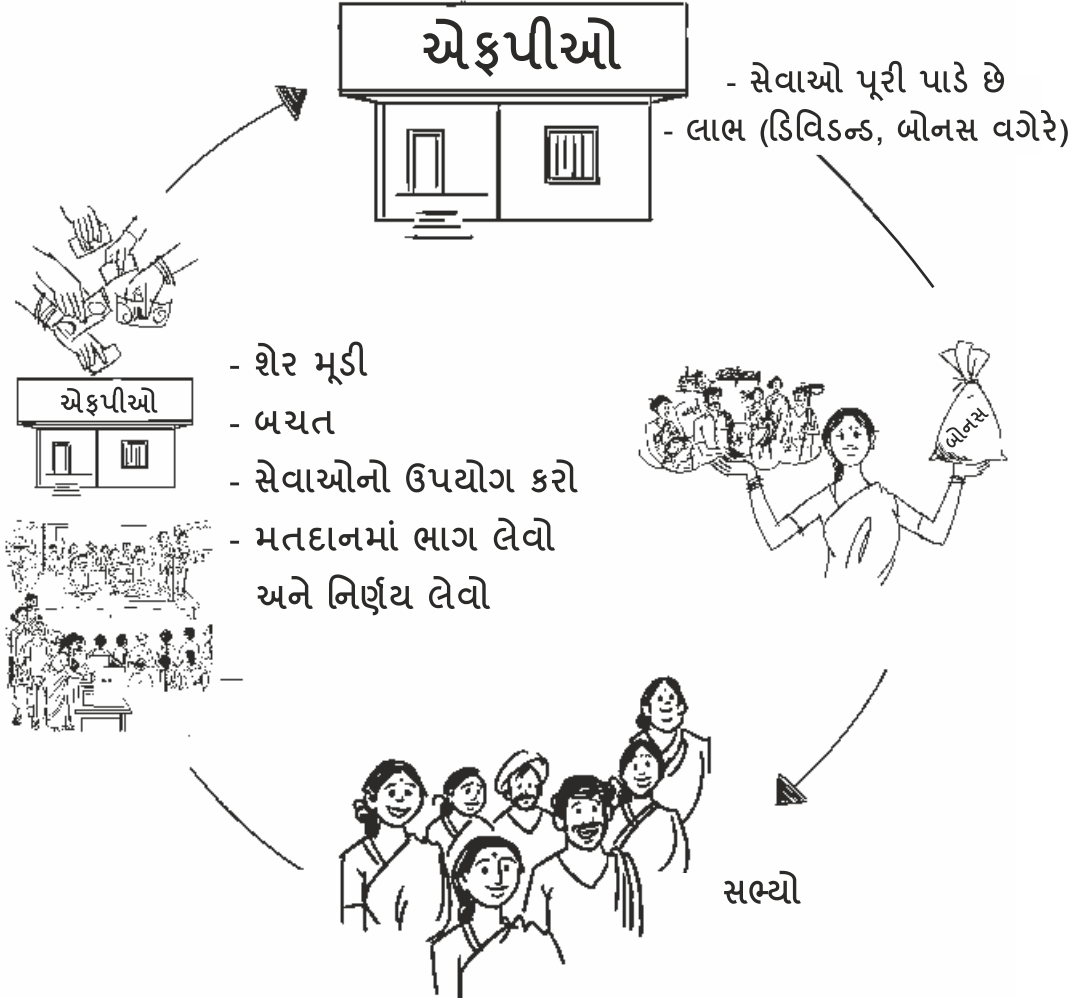 એફપીઓ
- સેવાઓ પૂરી પાડે છે
- લાભ (ડિવિડન્ડ, બોનસ વગેરે)
- શેર મૂડી
એફપીઓ
- બચત
બોનસ
- સેવાઓનો ઉપયોગ કરો
- મતદાનમાં ભાગ લેવો
અને નિર્ણય લેવો
સભ્યો